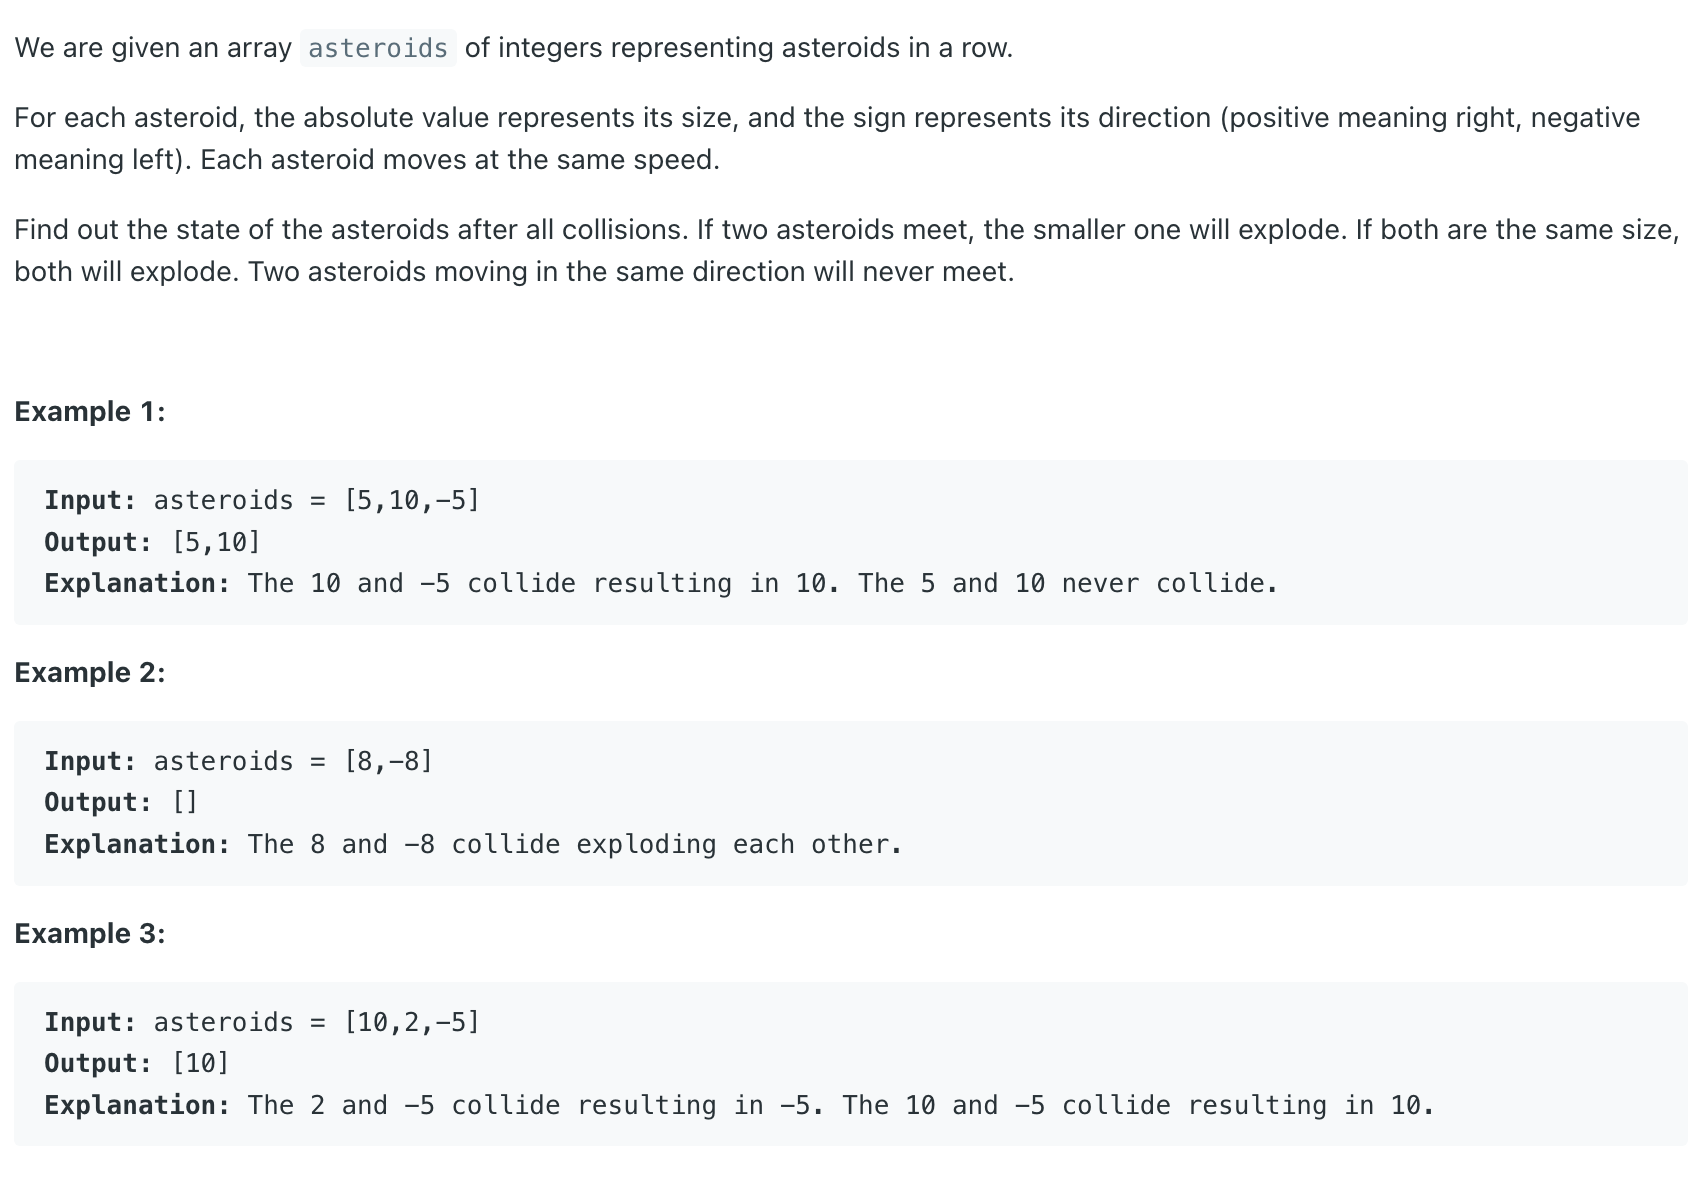 We are given an array asteroids of integers representing asteroids in a row.
For each asteroid, the absolute value represents its size, and the sign represents its direction (positive meaning right, negative
meaning left). Each asteroid moves at the same speed.
Find out the state of the asteroids after all collisions. If two asteroids meet, the smaller one will explode. If both are the same size,
both will explode. Two asteroids moving in the same direction will never meet.
Example 1:
Input: asteroids = [5,10,−5]
Output: [5,10]
Explanation: The 10 and −5 collide resulting in 10. The 5 and 10 never collide.
Example 2:
Input: asteroids = [8,−8]
Output: []
Explanation: The 8 and −8 collide exploding each other.
Example 3:
Input: asteroids = [10,2,−5]
Output: [10]
Explanation: The 2 and −5 collide resulting in −5. The 10 and −5 collide resulting in 10.